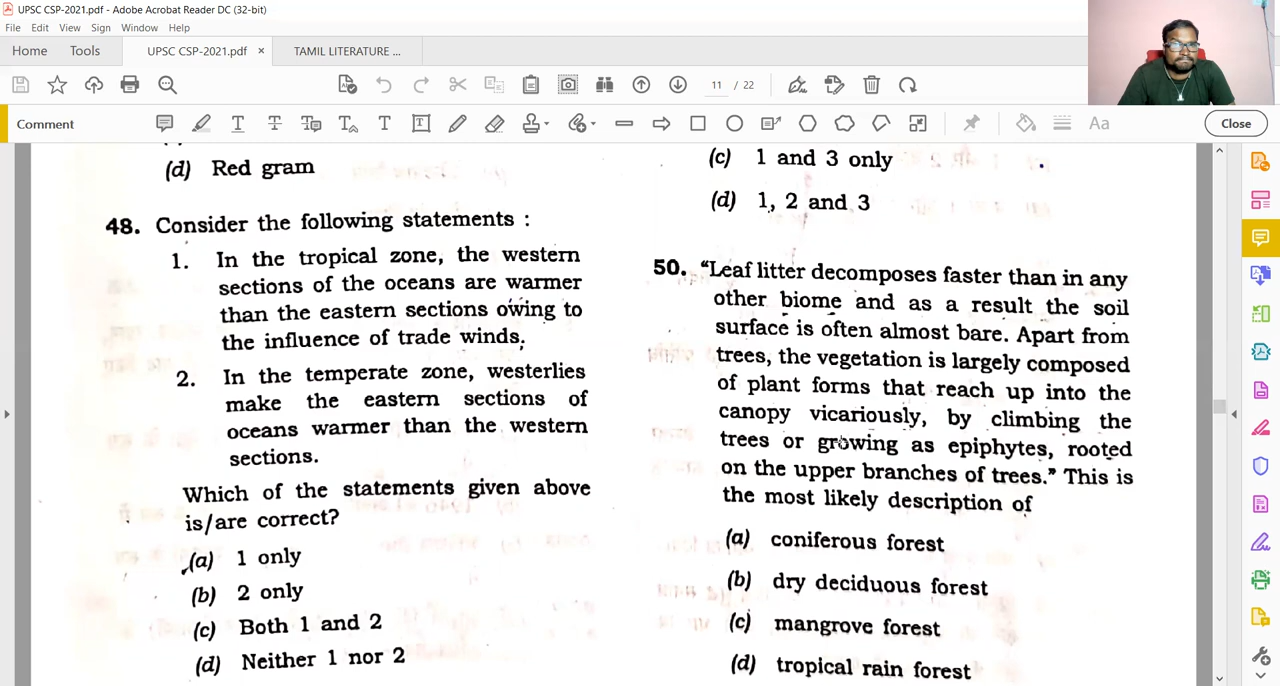 UPSC CSP-2021.pdf - Adobe Acrobat Reader DC (32-bit)
File Edit View Sign Window Help
Home Tools UPSC CSP-2021.pdf × TAMIL LITERATURE ...
11 / 22
Comment
Aa
Close
(d) Red gram
48. Consider the following statements :
1. In the tropical zone, the western
sections of the oceans are warmer
than the eastern sections owing to
the influence of trade winds.
2. In the temperate zone, westerlies
make the eastern sections of
oceans warmer than the western
sections.
Which of the statements given above
is/are correct?
(a) 1 only
(b) 2 only
(c) Both 1 and 2
(d) Neither 1 nor 2
(c) 1 and 3 only
(d) 1, 2 and 3
50. “Leaf litter decomposes faster than in any
other biome and as a result the soil
surface is often almost bare. Apart from
trees, the vegetation is largely composed
of plant forms that reach up into the
canopy vicariously, by climbing the
trees or growing as epiphytes, rooted
on the upper branches of trees.” This is
the most likely description of
(a) coniferous forest
(b) dry deciduous forest
(c) mangrove forest
(d) tropical rain forest